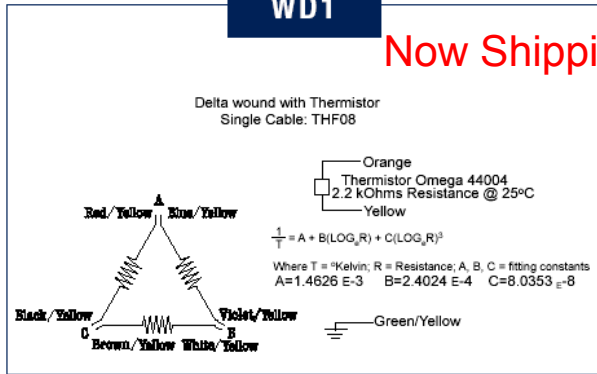 WD1
Now Shippi
Delta wound with Thermistor
Single Cable: THF08
Orange
Thermistor Omega 44004
2.2 kOhms Resistance @ 25ºC
Yellow
A
Red/Yellow Blue/Yellow
1/T = A + B(LOGₑR) + C(LOGₑR)³
Where T = ºKelvin; R = Resistance; A, B, C = fitting constants
A=1.4626 E-3 B=2.4024 E-4 C=8.0353 E-8
Black/Yellow Violet/Yellow
C B
Brown/Yellow White/Yellow
Green/Yellow